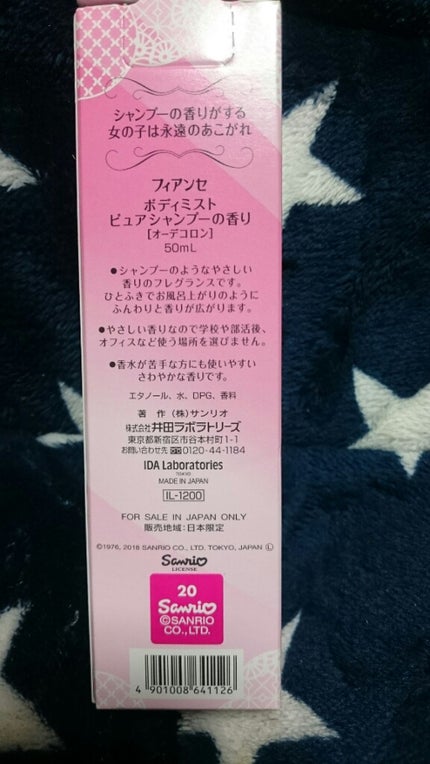 シャンプーの香りがする
女の子は永遠のあこがれ
フィアンセ
ボディミスト
ピュアシャンプーの香り
[オーデコロン]
50mL
●シャンプーのようなやさしい
香りのフレグランスです。
ひとふきでお風呂上がりのように
ふんわりと香りが広がります。
●やさしい香りなので学校や部活後、
オフィスなど使う場所を選びません。
●香水が苦手な方にも使いやすい
さわやかな香りです。
エタノール、水、DPG、香料
著 作 (株)サンリオ
株式会社 井田ラボラトリーズ
東京都新宿区市谷本村町1-1
お問い合わせ先 0120-44-1184
IDA Laboratories
TOKYO
MADE IN JAPAN
IL-1200
FOR SALE IN JAPAN ONLY
販売地域:日本限定
©1976, 2018 SANRIO CO., LTD. TOKYO, JAPAN Ⓛ
Sanrio
LICENSE
20
Sanrio
©SANRIO
CO.,LTD.
4 901008 641126